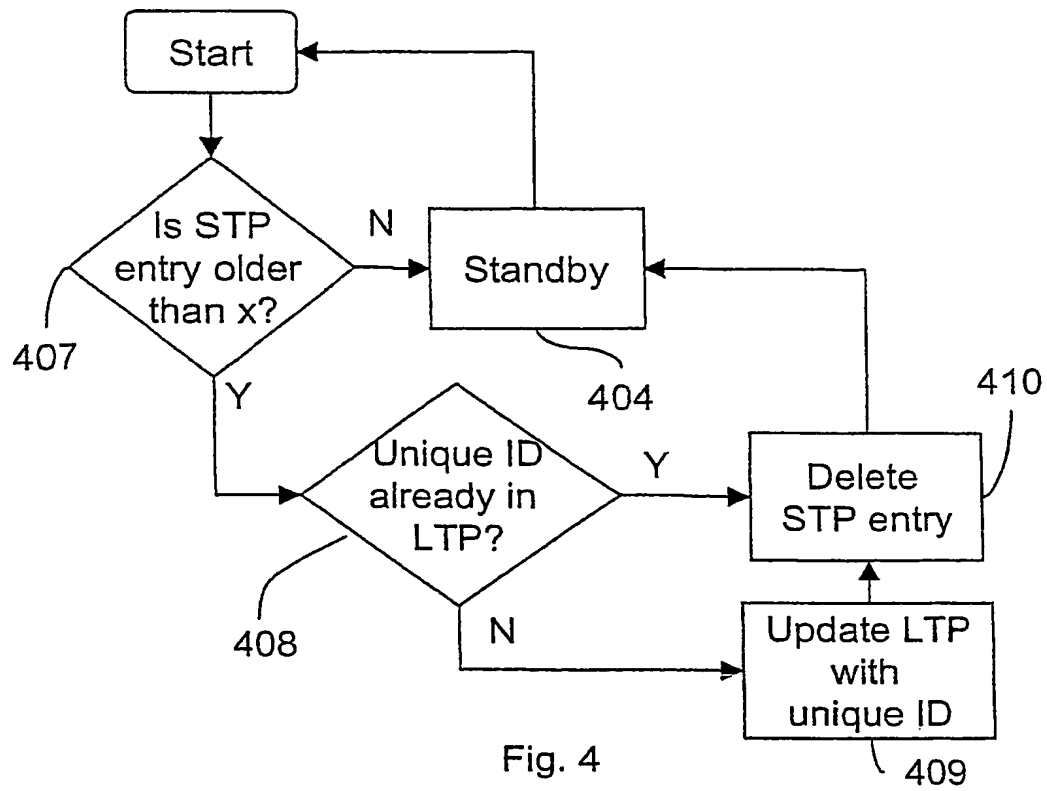 Start
Is STP
entry older
than x?
N
Standby
407
Y
404
410
Unique ID
already in
LTP?
Y
Delete
STP entry
408
N
Update LTP
with
unique ID
Fig. 4
409